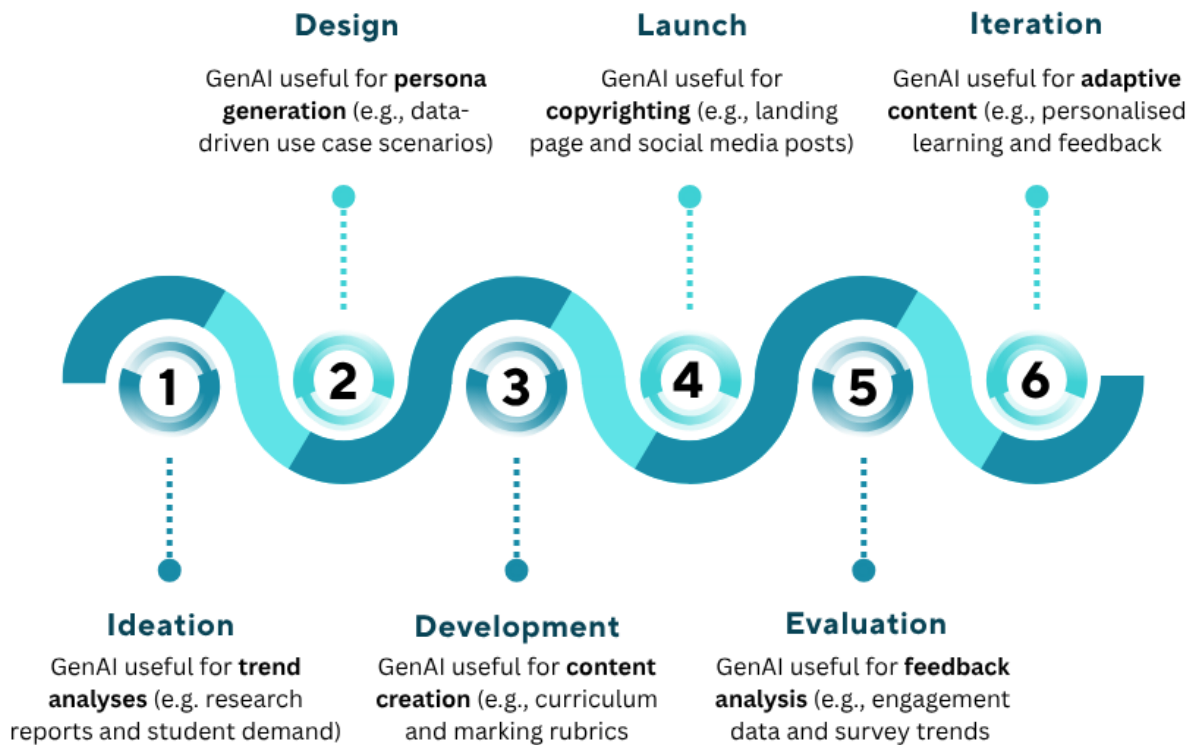 Design
GenAI useful for persona
generation (e.g., data-
driven use case scenarios)
Launch
GenAI useful for
copyrighting (e.g., landing
page and social media posts)
Iteration
GenAI useful for adaptive
content (e.g., personalised
learning and feedback
1
2
3
4
5
6
Ideation
GenAI useful for trend
analyses (e.g. research
reports and student demand)
Development
GenAI useful for content
creation (e.g., curriculum
and marking rubrics
Evaluation
GenAI useful for feedback
analysis (e.g., engagement
data and survey trends